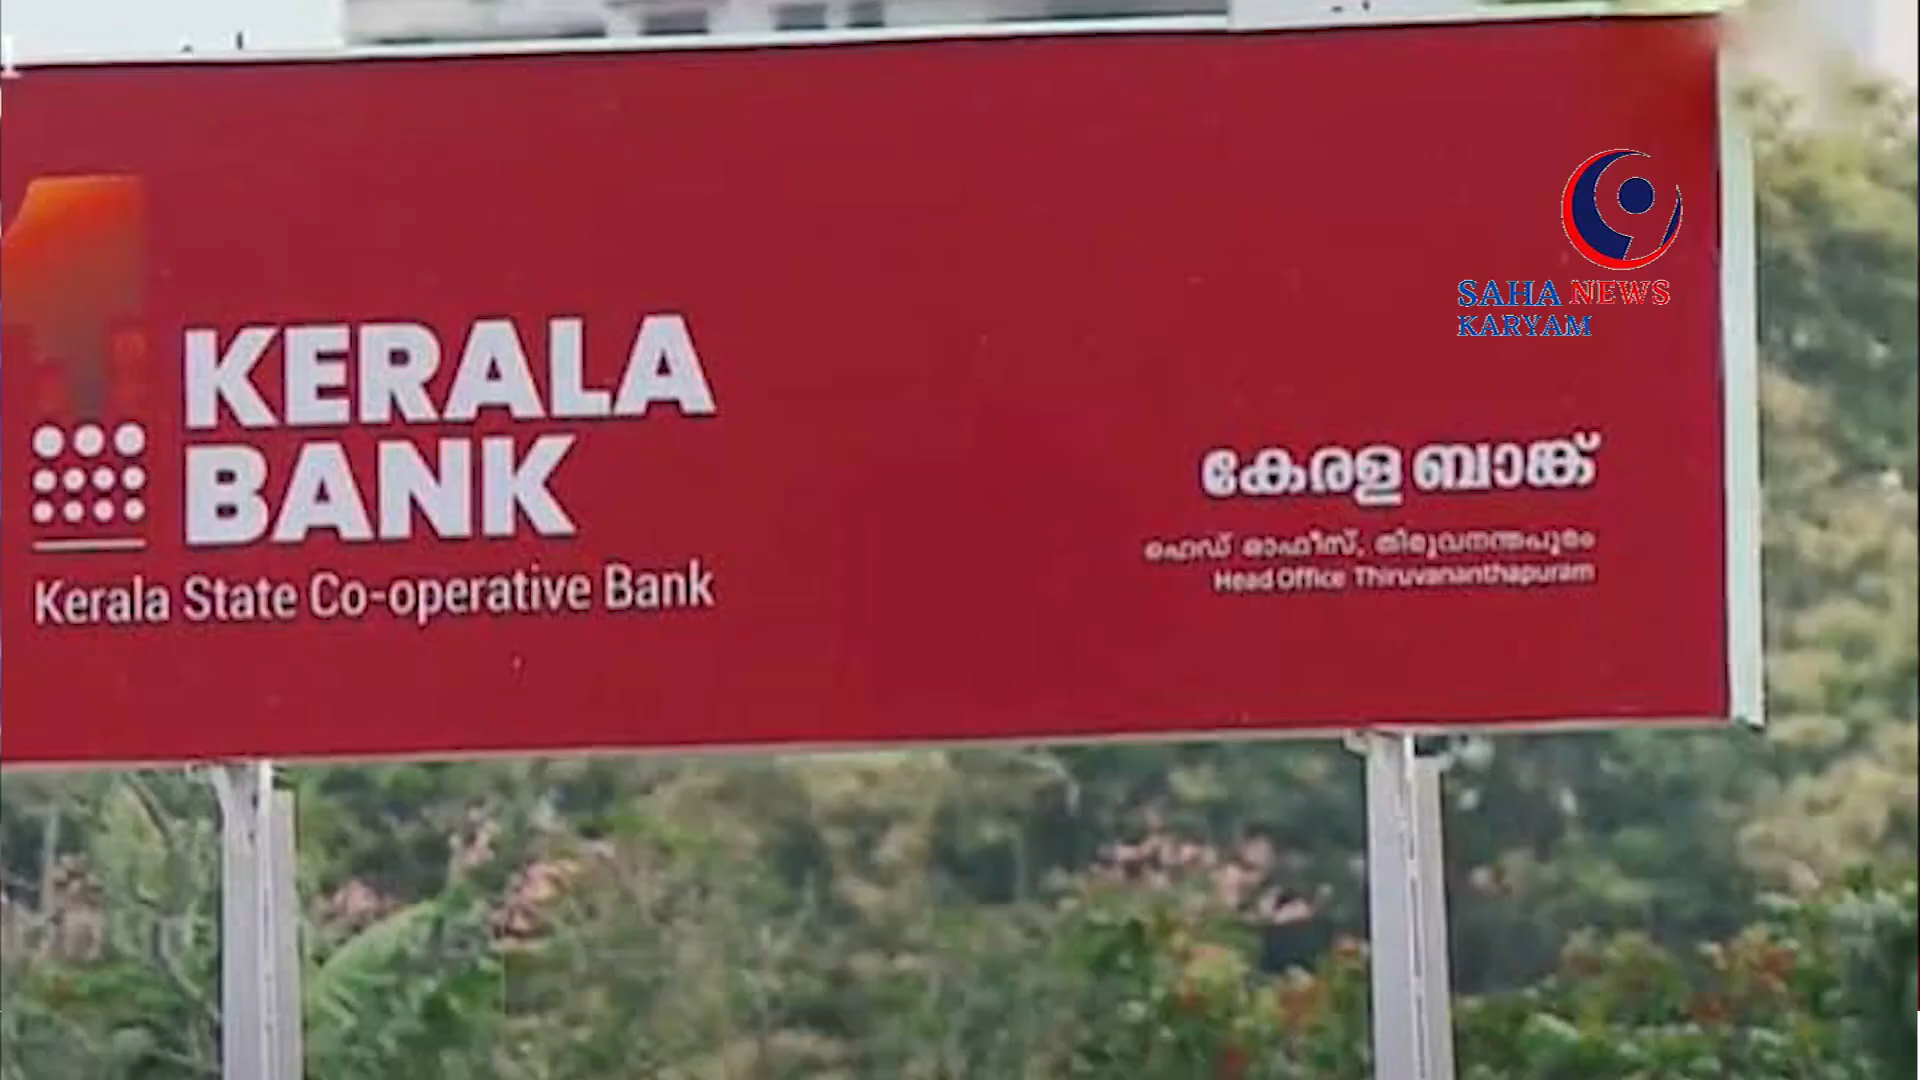 KERALA
BANK
Kerala State Co-operative Bank
SAHA NEWS
KARYAM
കേരള ബാങ്ക്
ഹെഡ് ഓഫീസ്, തിരുവനന്തപുരം
Head Office Thiruvananthapuram